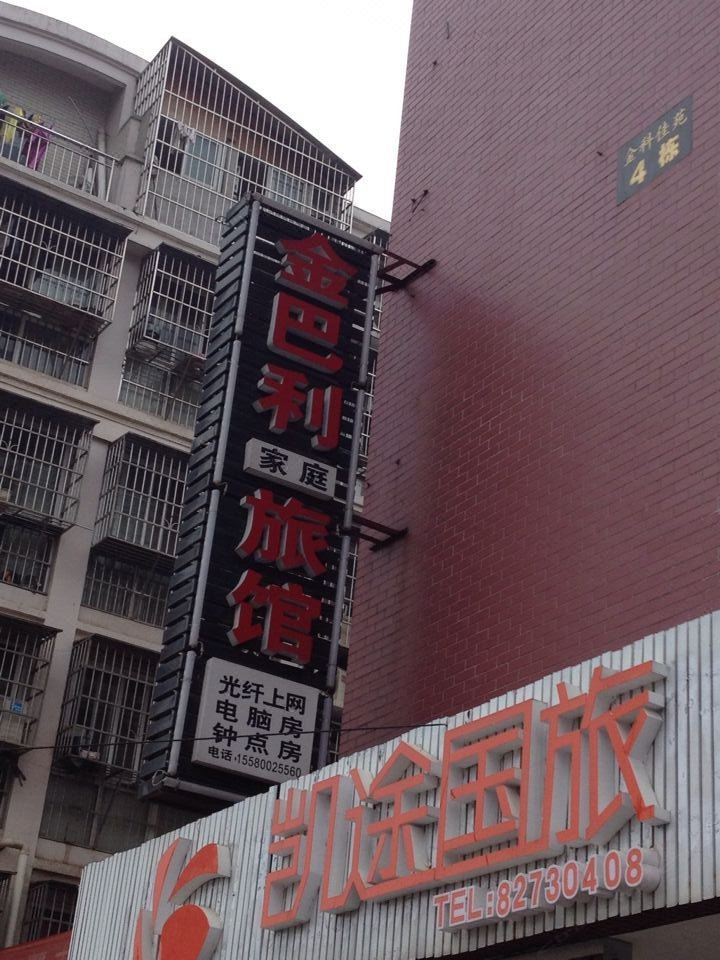 金科佳苑
4栋
金巴利
家庭
旅馆
光纤上网
电脑房
钟点房
电话:15580025560
凯途国旅
TEL:82730408